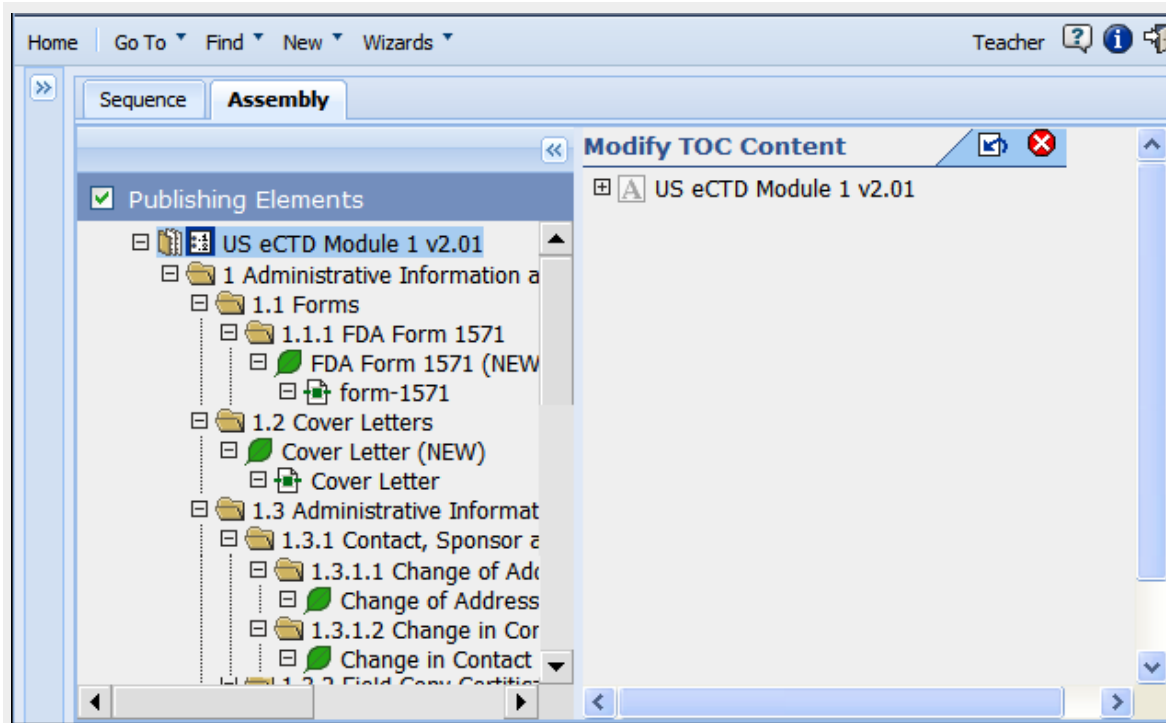 Home Go To Find New Wizards Teacher
Sequence Assembly
Modify TOC Content
Publishing Elements
A US eCTD Module 1 v2.01
US eCTD Module 1 v2.01
1 Administrative Information a
1.1 Forms
1.1.1 FDA Form 1571
FDA Form 1571 (NEW
form-1571
1.2 Cover Letters
Cover Letter (NEW)
Cover Letter
1.3 Administrative Informat
1.3.1 Contact, Sponsor a
1.3.1.1 Change of Add
Change of Address
1.3.1.2 Change in Cor
Change in Contact